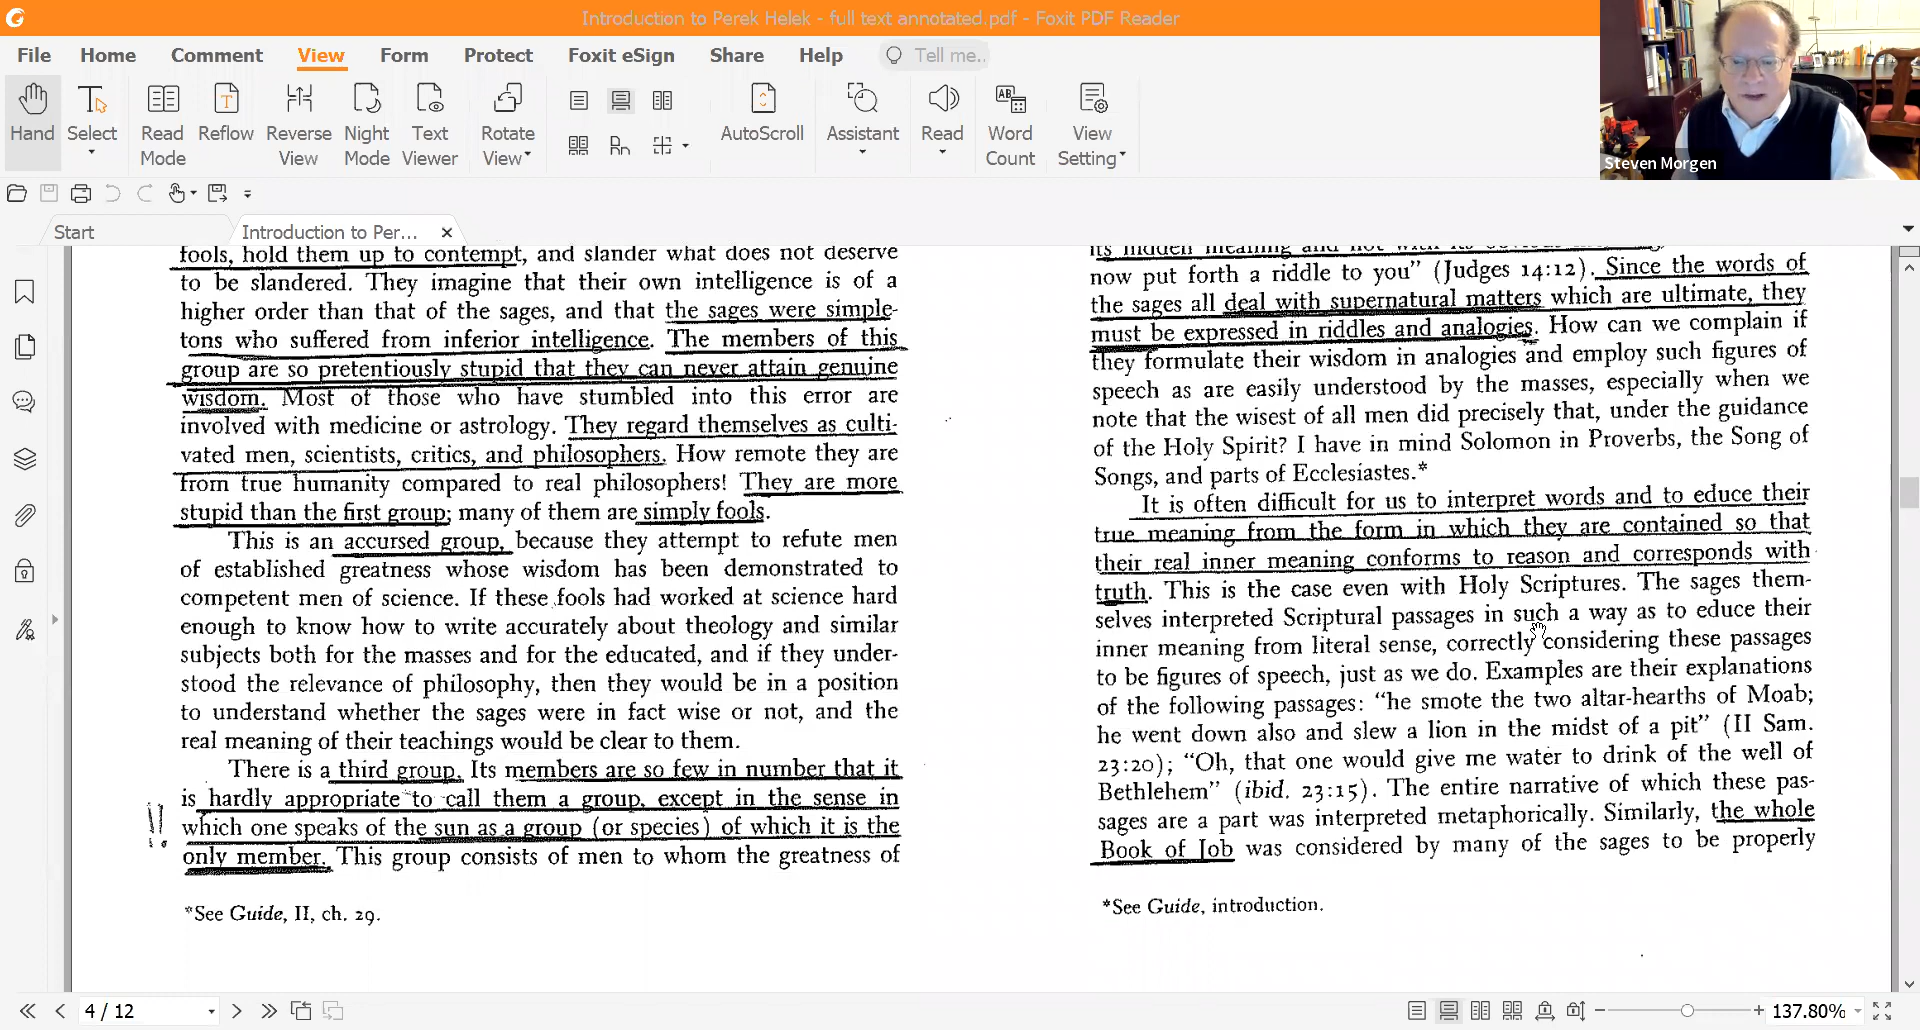 Introduction to Perek Helek - full text annotated.pdf - Foxit PDF Reader
File Home Comment View Form Protect Foxit eSign Share Help Tell me..
Hand Select Read Mode Reflow Reverse View Night Mode Text Viewer Rotate View AutoScroll Assistant Read Word Count View Setting
Steven Morgen
Start Introduction to Per...
fools, hold them up to contempt, and slander what does not deserve
to be slandered. They imagine that their own intelligence is of a
higher order than that of the sages, and that the sages were simple-
tons who suffered from inferior intelligence. The members of this
group are so pretentiously stupid that they can never attain genuine
wisdom. Most of those who have stumbled into this error are
involved with medicine or astrology. They regard themselves as culti-
vated men, scientists, critics, and philosophers. How remote they are
from true humanity compared to real philosophers! They are more
stupid than the first group; many of them are simply fools.
This is an accursed group, because they attempt to refute men
of established greatness whose wisdom has been demonstrated to
competent men of science. If these fools had worked at science hard
enough to know how to write accurately about theology and similar
subjects both for the masses and for the educated, and if they under-
stood the relevance of philosophy, then they would be in a position
to understand whether the sages were in fact wise or not, and the
real meaning of their teachings would be clear to them.
There is a third group. Its members are so few in number that it
is hardly appropriate to call them a group, except in the sense in
!! which one speaks of the sun as a group (or species) of which it is the
only member. This group consists of men to whom the greatness of
*See Guide, II, ch. 29.
its hidden meaning and not with its obvious
now put forth a riddle to you" (Judges 14:12). Since the words of
the sages all deal with supernatural matters which are ultimate, they
must be expressed in riddles and analogies. How can we complain if
they formulate their wisdom in analogies and employ such figures of
speech as are easily understood by the masses, especially when we
note that the wisest of all men did precisely that, under the guidance
of the Holy Spirit? I have in mind Solomon in Proverbs, the Song of
Songs, and parts of Ecclesiastes.*
It is often difficult for us to interpret words and to educe their
true meaning from the form in which they are contained so that
their real inner meaning conforms to reason and corresponds with
truth. This is the case even with Holy Scriptures. The sages them-
selves interpreted Scriptural passages in such a way as to educe their
inner meaning from literal sense, correctly considering these passages
to be figures of speech, just as we do. Examples are their explanations
of the following passages: "he smote the two altar-hearths of Moab;
he went down also and slew a lion in the midst of a pit" (II Sam.
23:20); "Oh, that one would give me water to drink of the well of
Bethlehem" (ibid. 23:15). The entire narrative of which these pas-
sages are a part was interpreted metaphorically. Similarly, the whole
Book of Job was considered by many of the sages to be properly
*See Guide, introduction.
4 / 12
137.80%